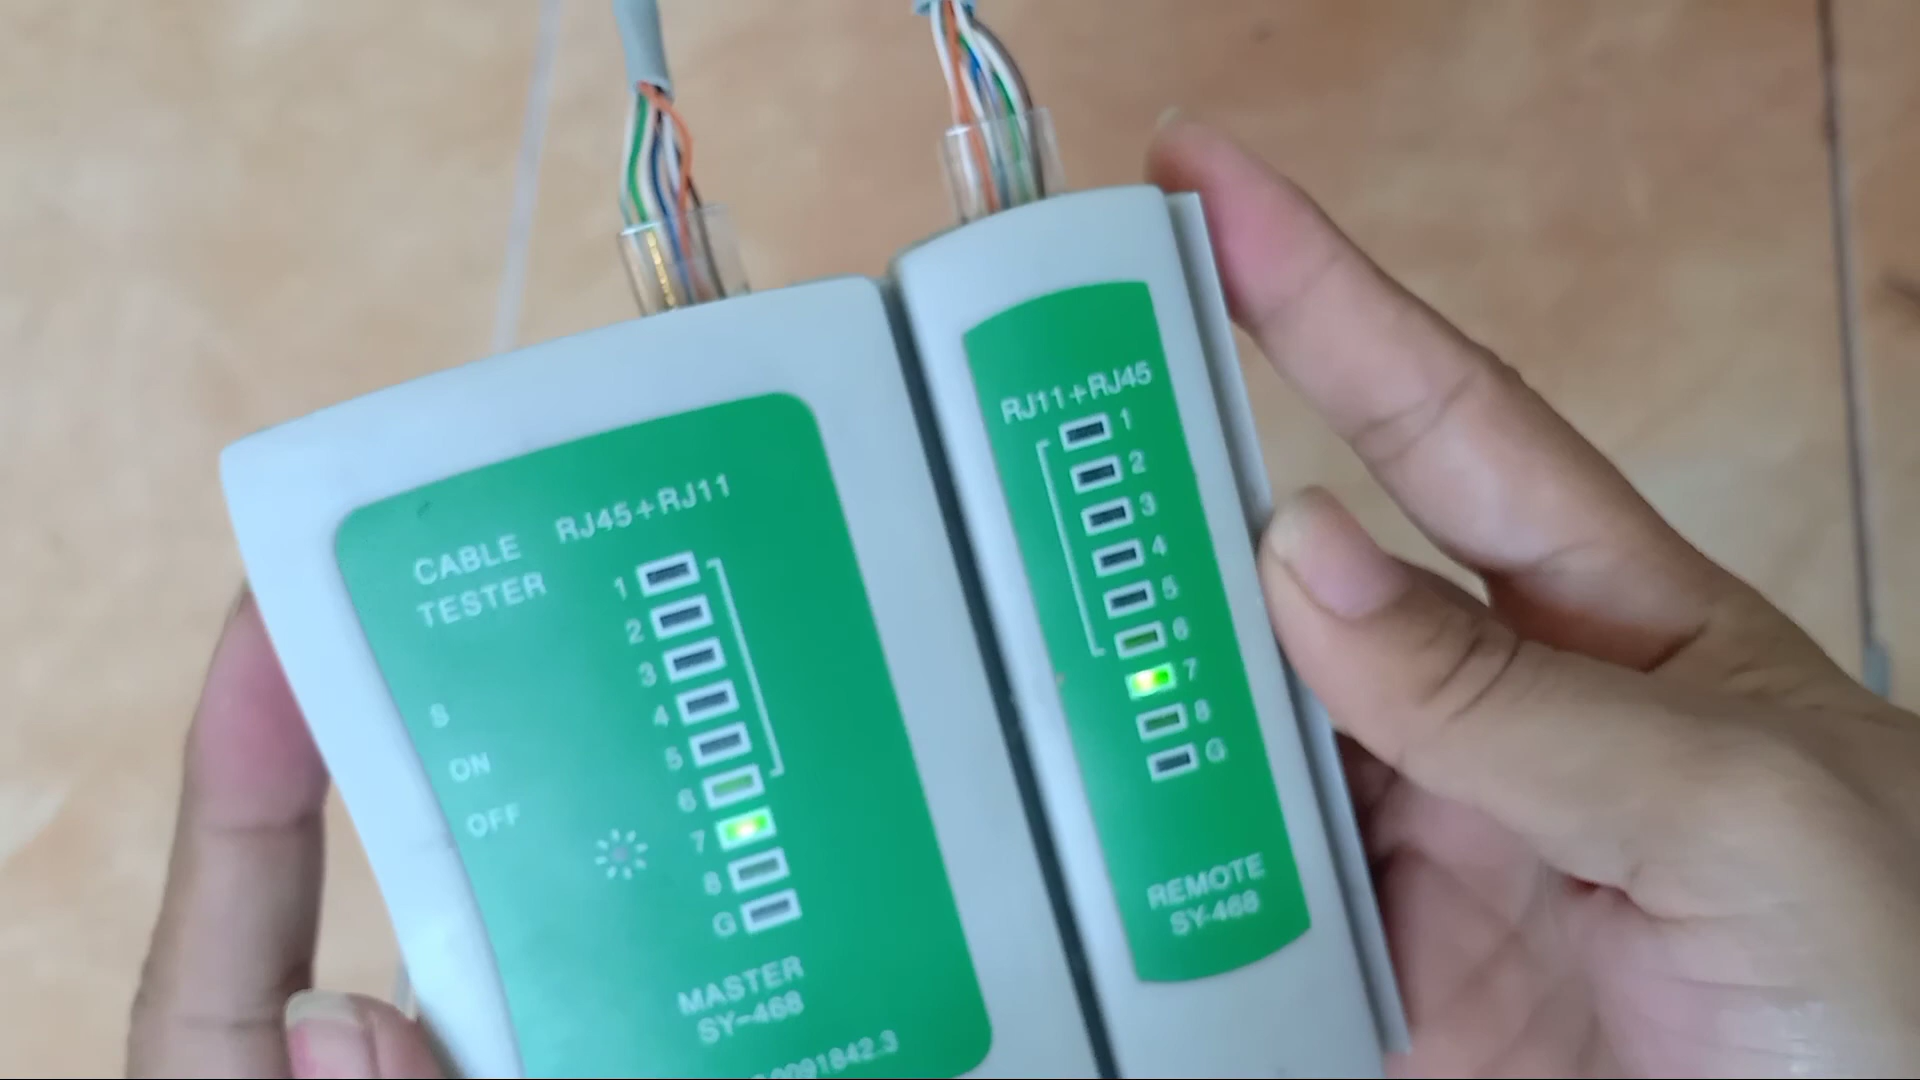 CABLE
TESTER
RJ45+RJ11
1
2
3
4
5
6
7
8
G
S
ON
OFF
MASTER
SY-468
RJ11+RJ45
1
2
3
4
5
6
7
8
G
REMOTE
SY-468